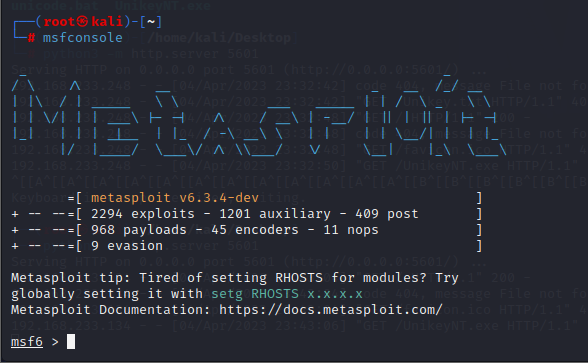 ┌──(root㉿kali)-[~]
└─# msfconsole
=[ metasploit v6.3.4-dev ]
+ -- --=[ 2294 exploits - 1201 auxiliary - 409 post ]
+ -- --=[ 968 payloads - 45 encoders - 11 nops ]
+ -- --=[ 9 evasion ]
Metasploit tip: Tired of setting RHOSTS for modules? Try
globally setting it with setg RHOSTS x.x.x.x
Metasploit Documentation: https://docs.metasploit.com/
msf6 >